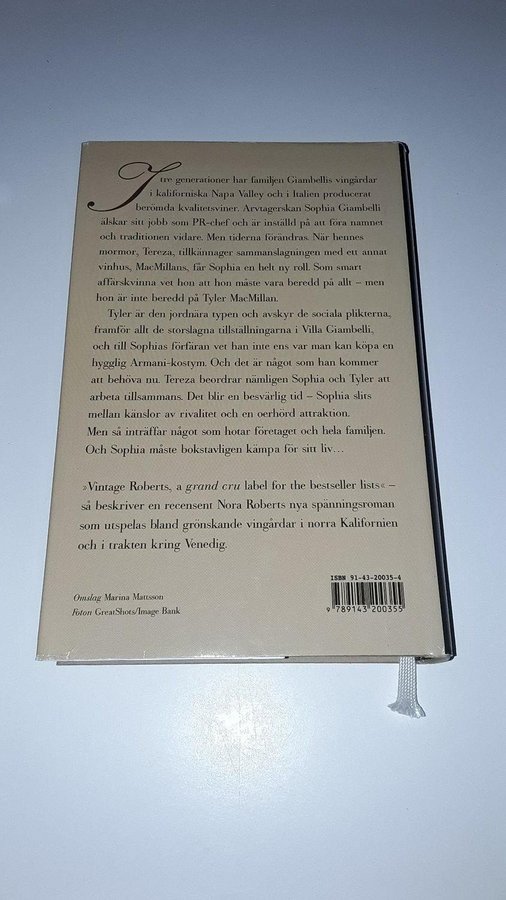 I tre generationer har familjen Giambellis vingårdar
i kaliforniska Napa Valley och i Italien producerat
berömda kvalitetsviner. Arvtagerskan Sophia Giambelli
älskar sitt jobb som PR-chef och är inställd på att föra namnet
och traditionen vidare. Men tiderna förändras. När hennes
mormor, Tereza, tillkännager sammanslagningen med ett annat
vinhus, MacMillans, får Sophia en helt ny roll. Som smart
affärskvinna vet hon att hon måste vara beredd på allt – men
hon är inte beredd på Tyler MacMillan.
Tyler är den jordnära typen och avskyr de sociala plikterna,
framför allt de storslagna tillställningarna i Villa Giambelli,
och till Sophias förfäran vet han inte ens var man kan köpa en
hygglig Armani-kostym. Och det är något som han kommer
att behöva nu. Tereza beordrar nämligen Sophia och Tyler att
arbeta tillsammans. Det blir en besvärlig tid – Sophia slits
mellan känslor av rivalitet och en oerhörd attraktion.
Men så inträffar något som hotar företaget och hela familjen.
Och Sophia måste bokstavligen kämpa för sitt liv…
»Vintage Roberts, a grand cru label for the bestseller lists« –
så beskriver en recensent Nora Roberts nya spänningsroman
som utspelas bland grönskande vingårdar i norra Kalifornien
och i trakten kring Venedig.
ISBN 91-43-20035-4
9 789143 200355
Omslag Marina Mattsson
Foton GreatShots/Image Bank